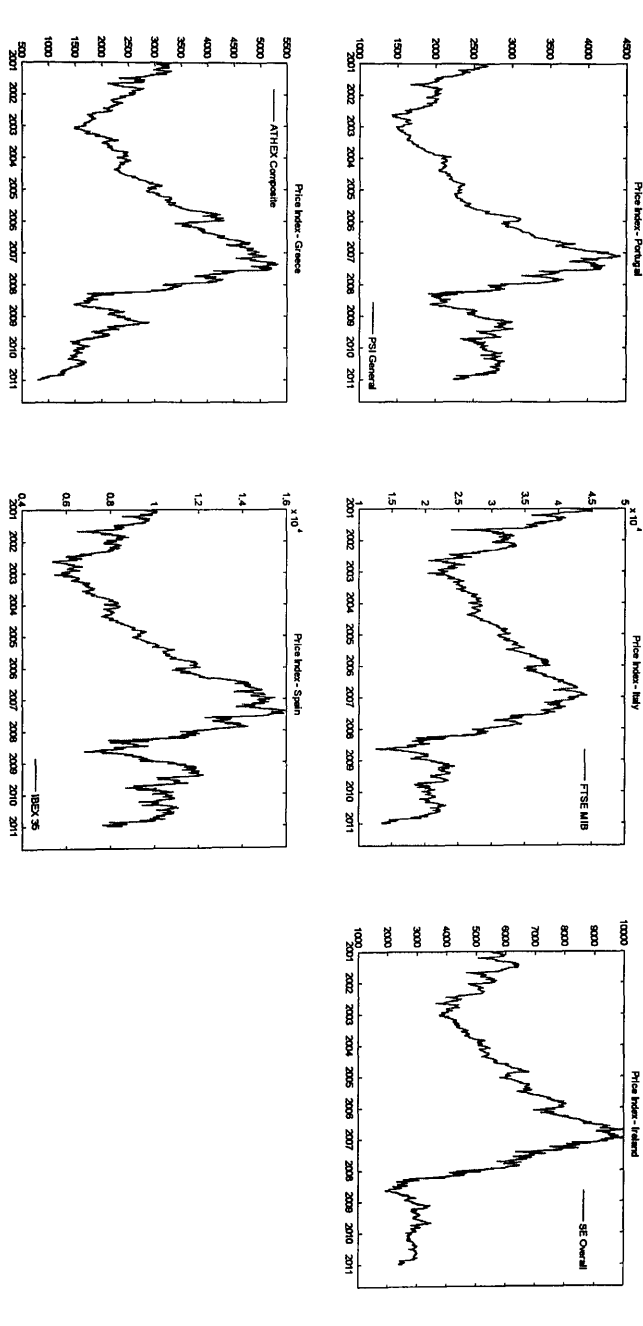 Price Index - Portugal
4500
4000
3500
3000
2500
2000
1500
1000
2001 2002 2003 2004 2005 2006 2007 2008 2009 2010 2011
PSI General
Price Index - Italy
x 10⁴
5
4.5
4
3.5
3
2.5
2
1.5
1
2001 2002 2003 2004 2005 2006 2007 2008 2009 2010 2011
FTSE MIB
Price Index - Ireland
10000
9000
8000
7000
6000
5000
4000
3000
2000
1000
2001 2002 2003 2004 2005 2006 2007 2008 2009 2010 2011
SE Overall
Price Index - Greece
5500
5000
4500
4000
3500
3000
2500
2000
1500
1000
500
2001 2002 2003 2004 2005 2006 2007 2008 2009 2010 2011
ATHEX Composite
Price Index - Spain
x 10⁴
1.6
1.4
1.2
1
0.8
0.6
0.4
2001 2002 2003 2004 2005 2006 2007 2008 2009 2010 2011
IBEX 35